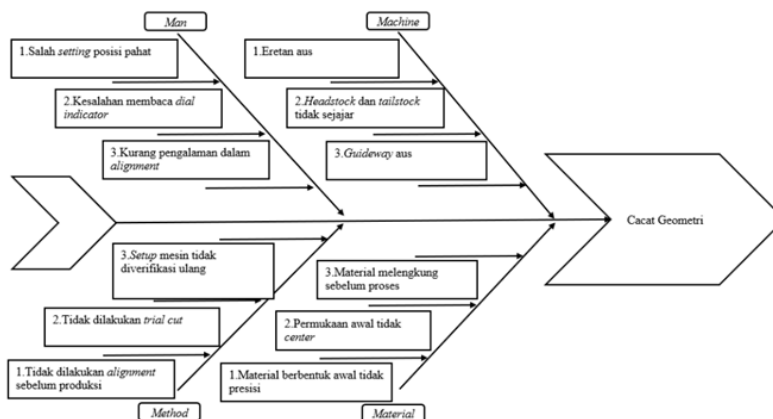 Man
Machine
1.Salah setting posisi pahat
1.Eretan aus
2.Kesalahan membaca dial
indicator
2.Headstock dan tailstock
tidak sejajar
3.Kurang pengalaman dalam
alignment
3.Guideway aus
Cacat Geometri
3.Setup mesin tidak
diverifikasi ulang
3.Material melengkung
sebelum proses
2.Tidak dilakukan trial cut
2.Permukaan awal tidak
center
1.Tidak dilakukan alignment
sebelum produksi
1.Material berbentuk awal tidak
presisi
Method
Material